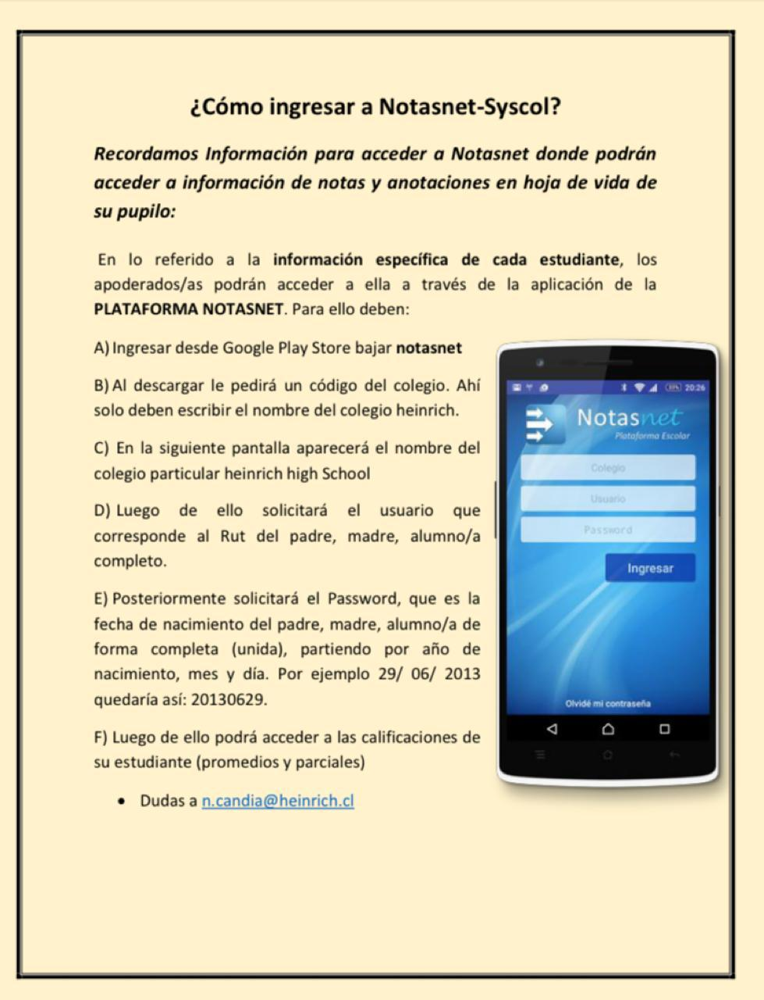 ¿Cómo ingresar a Notasnet-Syscol?
Recordamos Información para acceder a Notasnet donde podrán
acceder a información de notas y anotaciones en hoja de vida de
su pupilo:
En lo referido a la información específica de cada estudiante, los
apoderados/as podrán acceder a ella a través de la aplicación de la
PLATAFORMA NOTASNET. Para ello deben:
A) Ingresar desde Google Play Store bajar notasnet
B) Al descargar le pedirá un código del colegio. Ahí
solo deben escribir el nombre del colegio heinrich.
C) En la siguiente pantalla aparecerá el nombre del
colegio particular heinrich high School
D) Luego de ello solicitará el usuario que
corresponde al Rut del padre, madre, alumno/a
completo.
E) Posteriormente solicitará el Password, que es la
fecha de nacimiento del padre, madre, alumno/a de
forma completa (unida), partiendo por año de
nacimiento, mes y día. Por ejemplo 29/ 06/ 2013
quedaría así: 20130629.
F) Luego de ello podrá acceder a las calificaciones de
su estudiante (promedios y parciales)
• Dudas a n.candia@heinrich.cl
20:26
Notasnet
Plataforma Escolar
Colegio
Usuario
Password
Ingresar
Olvidé mi contraseña